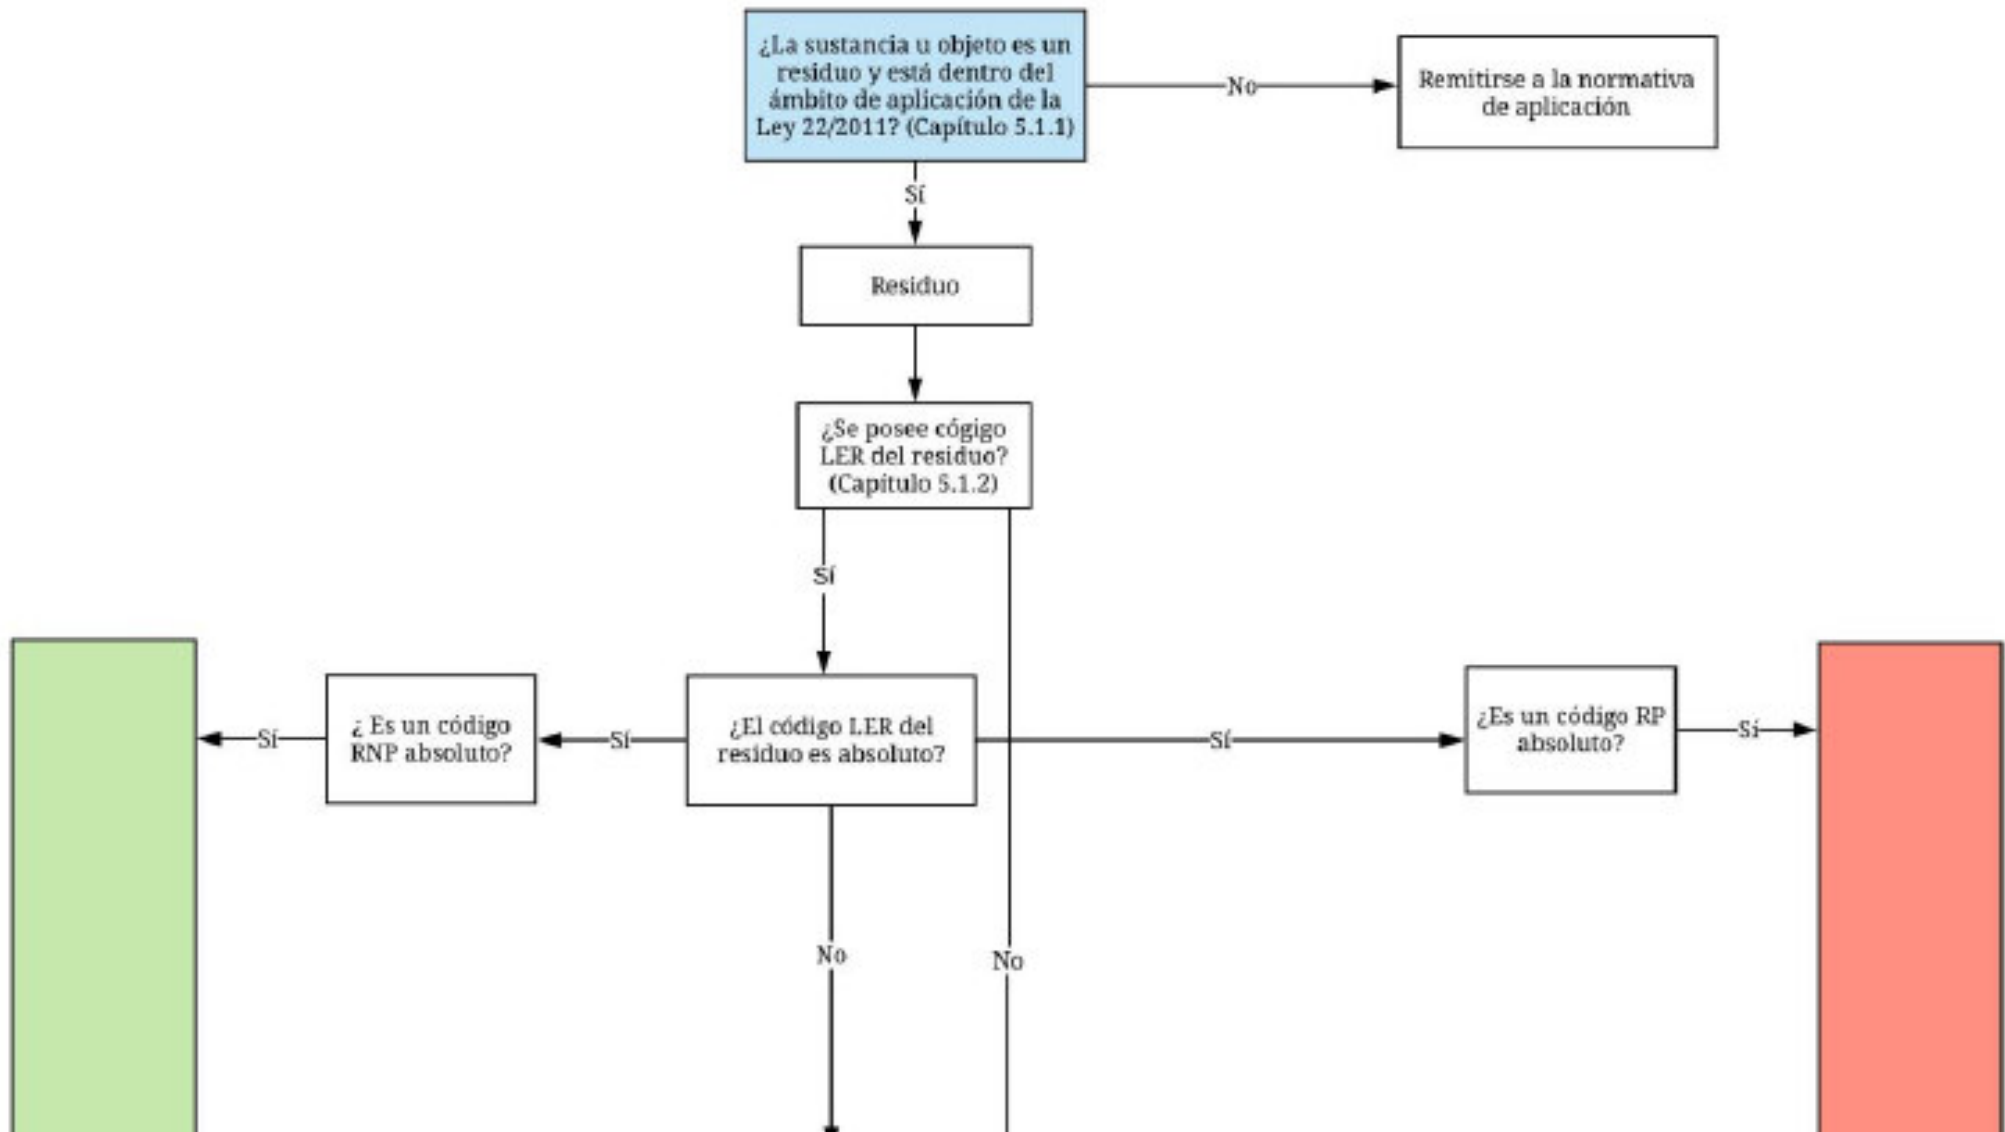 ¿La sustancia u objeto es un
residuo y está dentro del
ámbito de aplicación de la
Ley 22/2011? (Capítulo 5.1.1)
No
Remitirse a la normativa
de aplicación
Sí
Residuo
¿Se posee cógigo
LER del residuo?
(Capítulo 5.1.2)
Sí
Sí
¿ Es un código
RNP absoluto?
Sí
¿El código LER del
residuo es absoluto?
Sí
¿Es un código RP
absoluto?
Sí
No
No